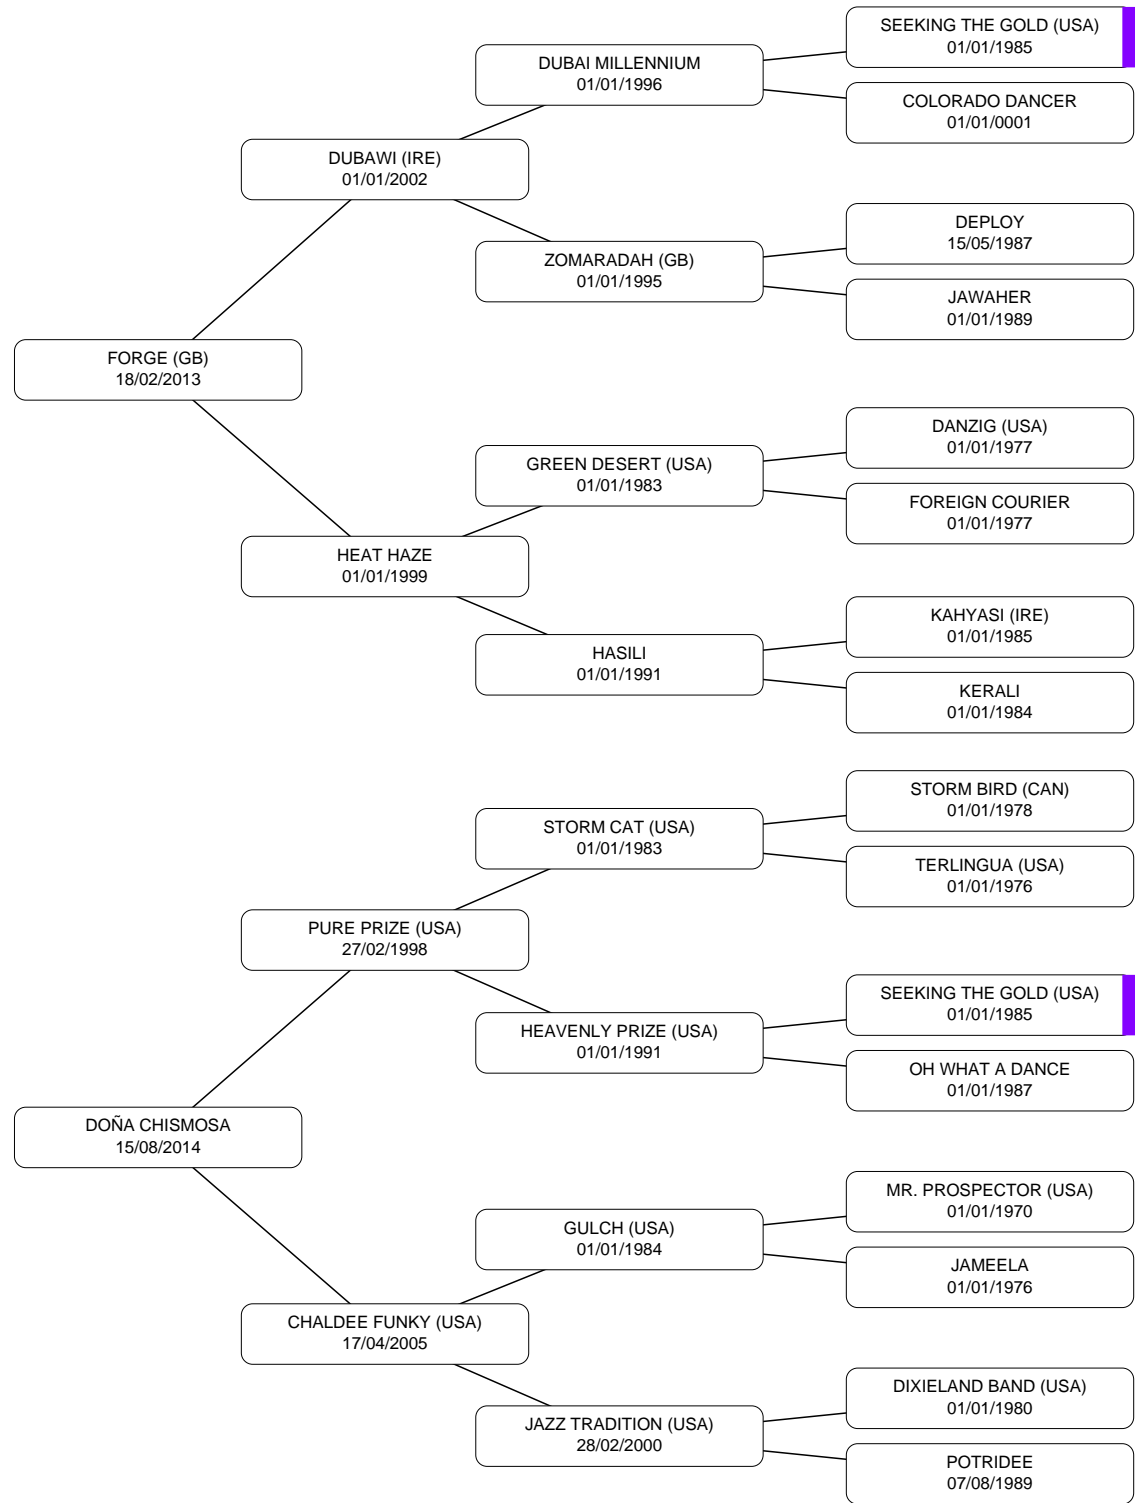 SEEKING THE GOLD (USA)
01/01/1985
DUBAI MILLENNIUM
01/01/1996
COLORADO DANCER
01/01/0001
DUBAWI (IRE)
01/01/2002
DEPLOY
15/05/1987
ZOMARADAH (GB)
01/01/1995
JAWAHER
01/01/1989
FORGE (GB)
18/02/2013
DANZIG (USA)
01/01/1977
GREEN DESERT (USA)
01/01/1983
FOREIGN COURIER
01/01/1977
HEAT HAZE
01/01/1999
KAHYASI (IRE)
01/01/1985
HASILI
01/01/1991
KERALI
01/01/1984
STORM BIRD (CAN)
01/01/1978
STORM CAT (USA)
01/01/1983
TERLINGUA (USA)
01/01/1976
PURE PRIZE (USA)
27/02/1998
SEEKING THE GOLD (USA)
01/01/1985
HEAVENLY PRIZE (USA)
01/01/1991
OH WHAT A DANCE
01/01/1987
DOÑA CHISMOSA
15/08/2014
MR. PROSPECTOR (USA)
01/01/1970
GULCH (USA)
01/01/1984
JAMEELA
01/01/1976
CHALDEE FUNKY (USA)
17/04/2005
DIXIELAND BAND (USA)
01/01/1980
JAZZ TRADITION (USA)
28/02/2000
POTRIDEE
07/08/1989